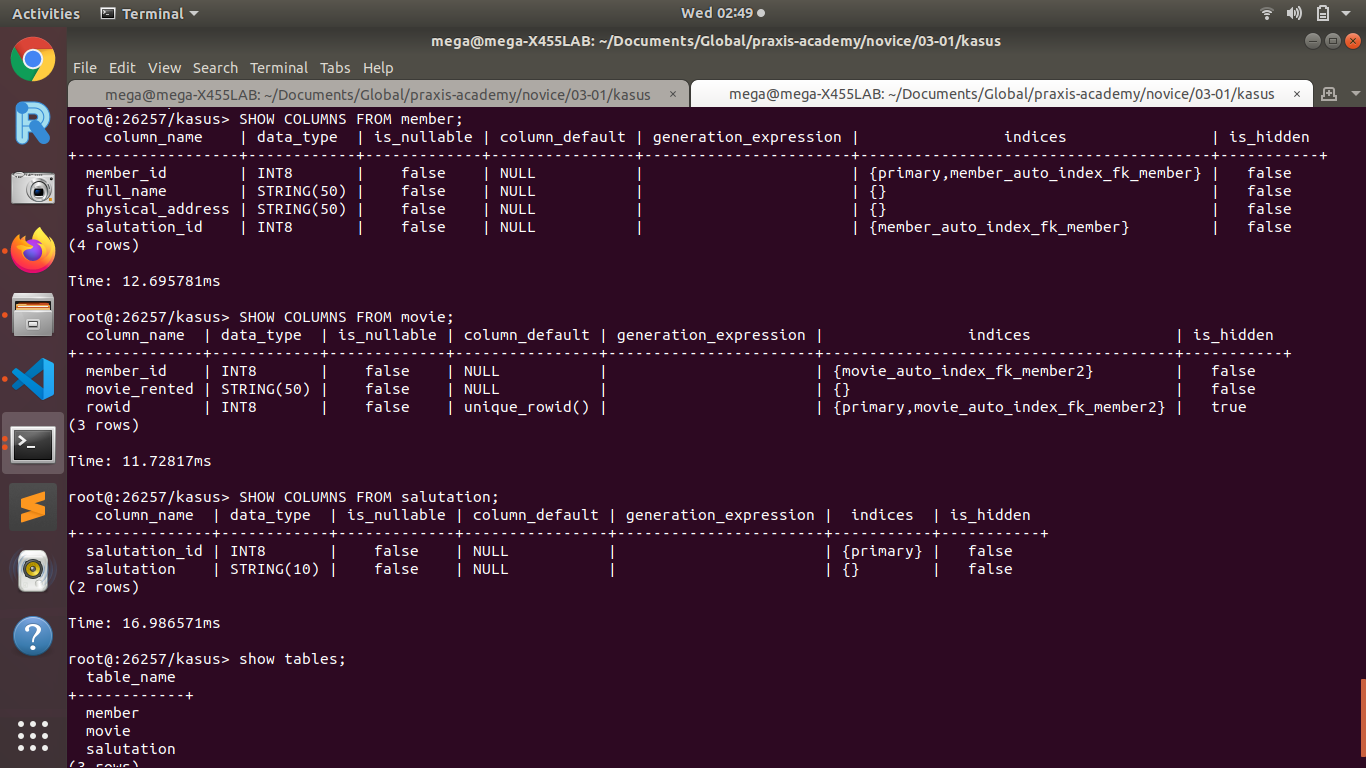 Activities Terminal Wed 02:49
mega@mega-X455LAB: ~/Documents/Global/praxis-academy/novice/03-01/kasus
File Edit View Search Terminal Tabs Help
mega@mega-X455LAB: ~/Documents/Global/praxis-academy/novice/03-01/kasus × mega@mega-X455LAB: ~/Documents/Global/praxis-academy/novice/03-01/kasus ×
root@:26257/kasus> SHOW COLUMNS FROM member;
    column_name    | data_type  | is_nullable | column_default | generation_expression |                indices                | is_hidden
+------------------+------------+-------------+----------------+-----------------------+---------------------------------------+-----------+
  member_id        | INT8       |    false    | NULL           |                       | {primary,member_auto_index_fk_member} |   false
  full_name        | STRING(50) |    false    | NULL           |                       | {}                                    |   false
  physical_address | STRING(50) |    false    | NULL           |                       | {}                                    |   false
  salutation_id    | INT8       |    false    | NULL           |                       | {member_auto_index_fk_member}         |   false
(4 rows)
Time: 12.695781ms
root@:26257/kasus> SHOW COLUMNS FROM movie;
  column_name  | data_type  | is_nullable | column_default | generation_expression |                indices                | is_hidden
+--------------+------------+-------------+----------------+-----------------------+---------------------------------------+-----------+
  member_id    | INT8       |    false    | NULL           |                       | {movie_auto_index_fk_member2}         |   false
  movie_rented | STRING(50) |    false    | NULL           |                       | {}                                    |   false
  rowid        | INT8       |    false    | unique_rowid() |                       | {primary,movie_auto_index_fk_member2} |   true
(3 rows)
Time: 11.72817ms
root@:26257/kasus> SHOW COLUMNS FROM salutation;
   column_name  | data_type  | is_nullable | column_default | generation_expression |  indices  | is_hidden
+---------------+------------+-------------+----------------+-----------------------+-----------+-----------+
  salutation_id | INT8       |    false    | NULL           |                       | {primary} |   false
  salutation    | STRING(10) |    false    | NULL           |                       | {}        |   false
(2 rows)
Time: 16.986571ms
root@:26257/kasus> show tables;
  table_name
+------------+
  member
  movie
  salutation
(3 rows)